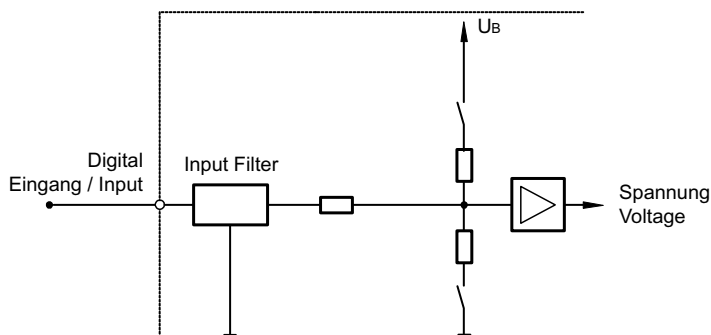 UB
Digital
Eingang / Input
Input Filter
Spannung
Voltage